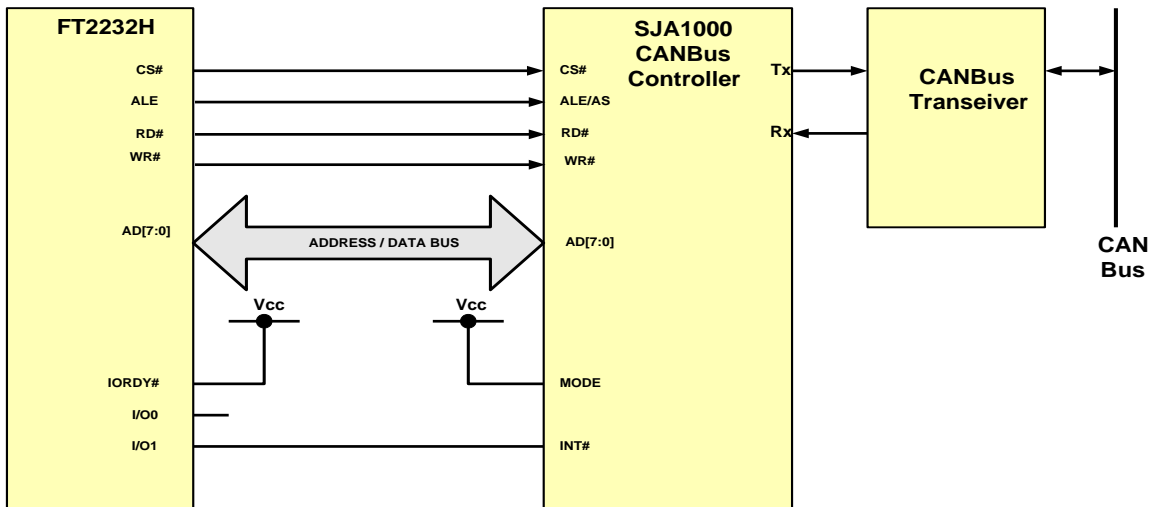 FT2232H
CS#
ALE
RD#
WR#
AD[7:0]
IORDY#
I/O0
I/O1
ADDRESS / DATA BUS
Vcc
Vcc
SJA1000
CANBus
Controller
CS#
ALE/AS
RD#
WR#
AD[7:0]
MODE
INT#
Tx
Rx
CANBus
Transeiver
CAN
Bus